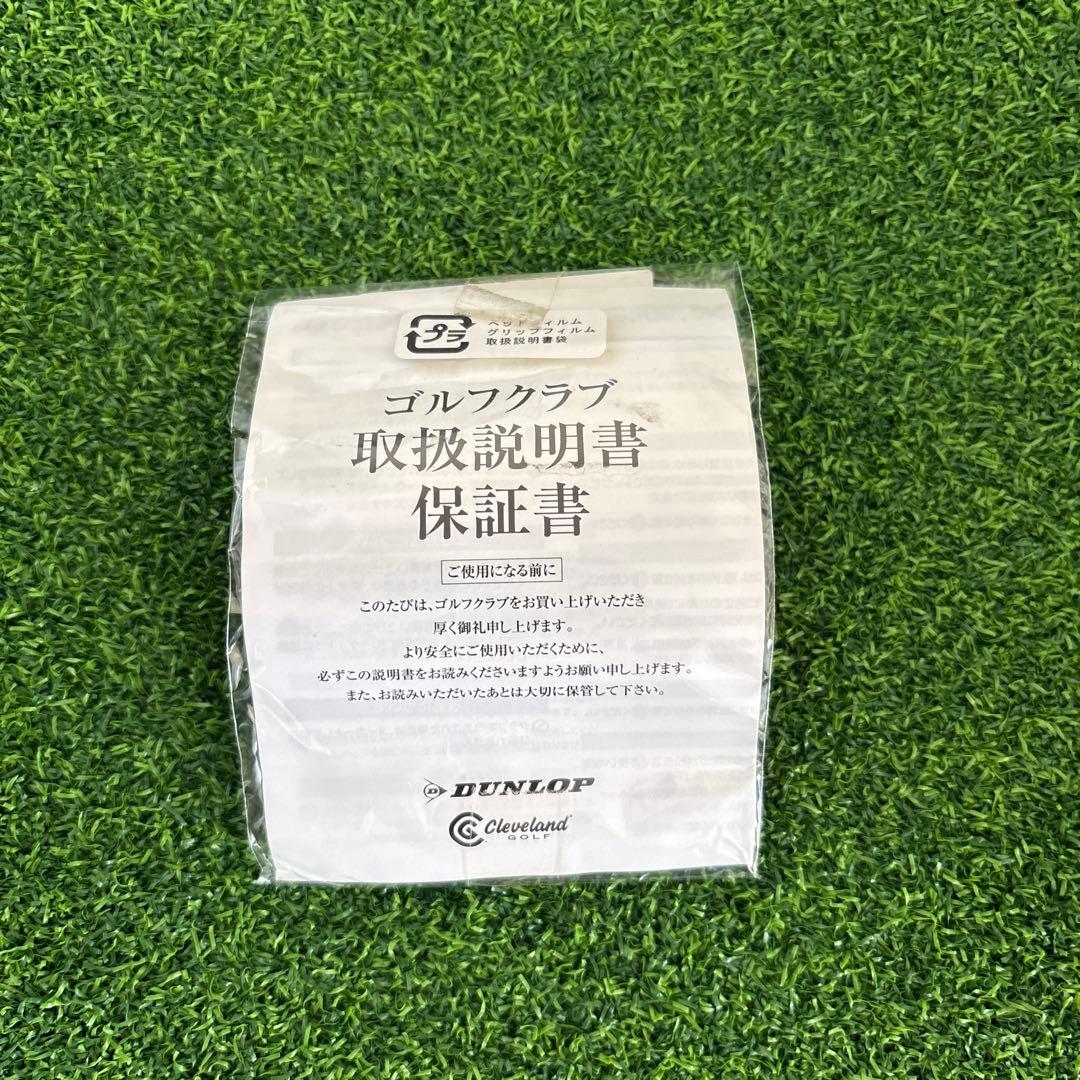 プラ
ヘッドフィルム
グリップフィルム
取扱説明書袋
ゴルフクラブ
取扱説明書
保証書
ご使用になる前に
このたびは、ゴルフクラブをお買い上げいただき
厚く御礼申し上げます。
より安全にご使用いただくために、
必ずこの説明書をお読みくださいますようお願い申し上げます。
また、お読みいただいたあとは大切に保管して下さい。
D DUNLOP
Cleveland
GOLF